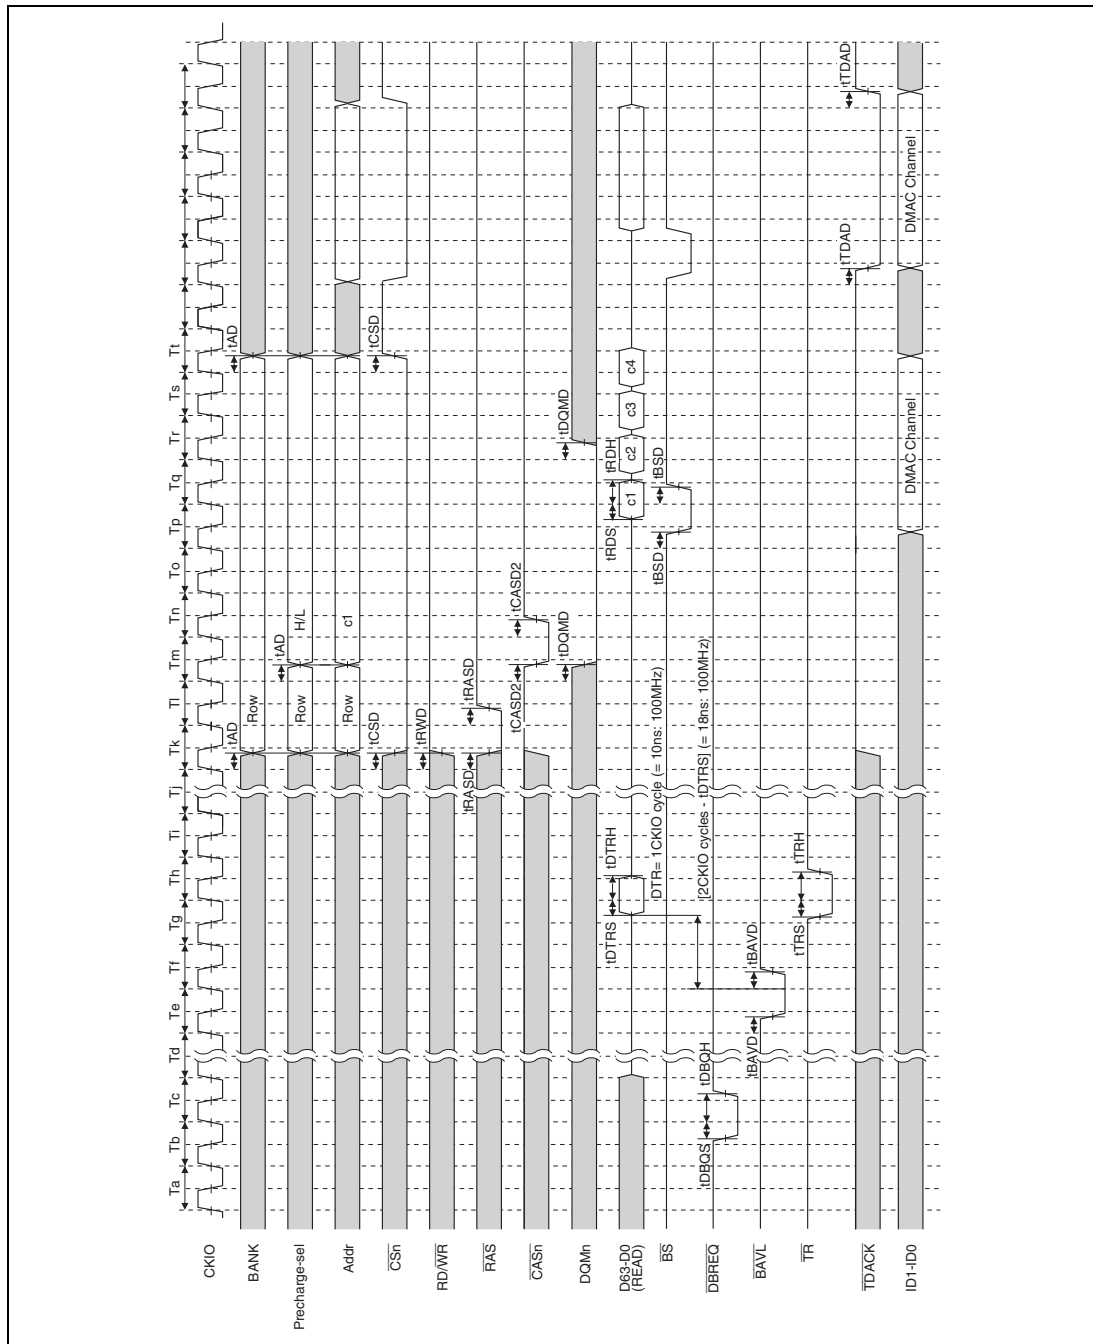 Ta Tb Tc Td Te Tf Tg Th Ti Tj Tk Tl Tm Tn To Tp Tq Tr Ts Tt
CKIO
tAD tAD
BANK Row
tAD
Precharge-sel Row H/L
Addr Row c1
tCSD tCSD
CSn
tRWD
RD/WR
tRASD tRASD
RAS
tCASD2 tCASD2
CASn
tDQMD tDQMD
DQMn
tDTRS tDTRH tRDS tRDH
D63-D0
(READ)
c1 c2 c3 c4
DTR= 1CKIO cycle (= 10ns: 100MHz)
tBSD tBSD
BS
[2CKIO cycles - tDTRS] (= 18ns: 100MHz)
tDBQS tDBQH
DBREQ
tBAVD tBAVD
BAVL
tTRS tTRH
TR
tTDAD tTDAD
TDACK
ID1-ID0 DMAC Channel DMAC Channel